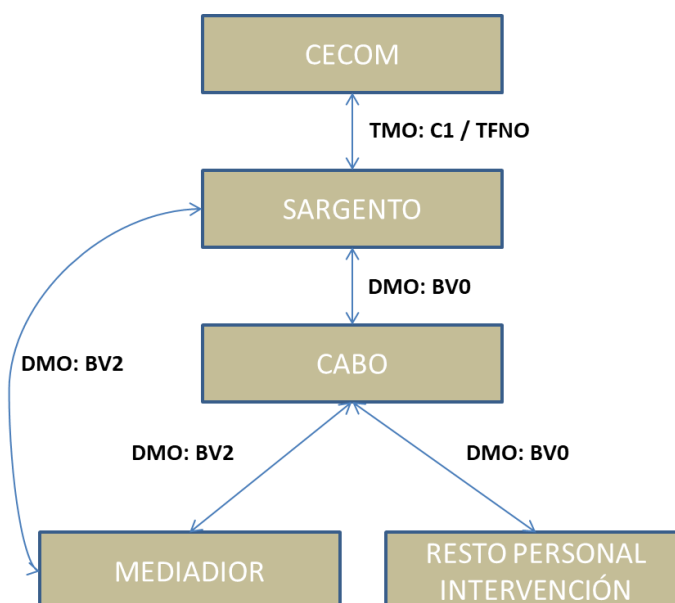 CECOM
TMO: C1 / TFNO
SARGENTO
DMO: BV0
DMO: BV2
CABO
DMO: BV2
DMO: BV0
MEDIADIOR
RESTO PERSONAL
INTERVENCIÓN